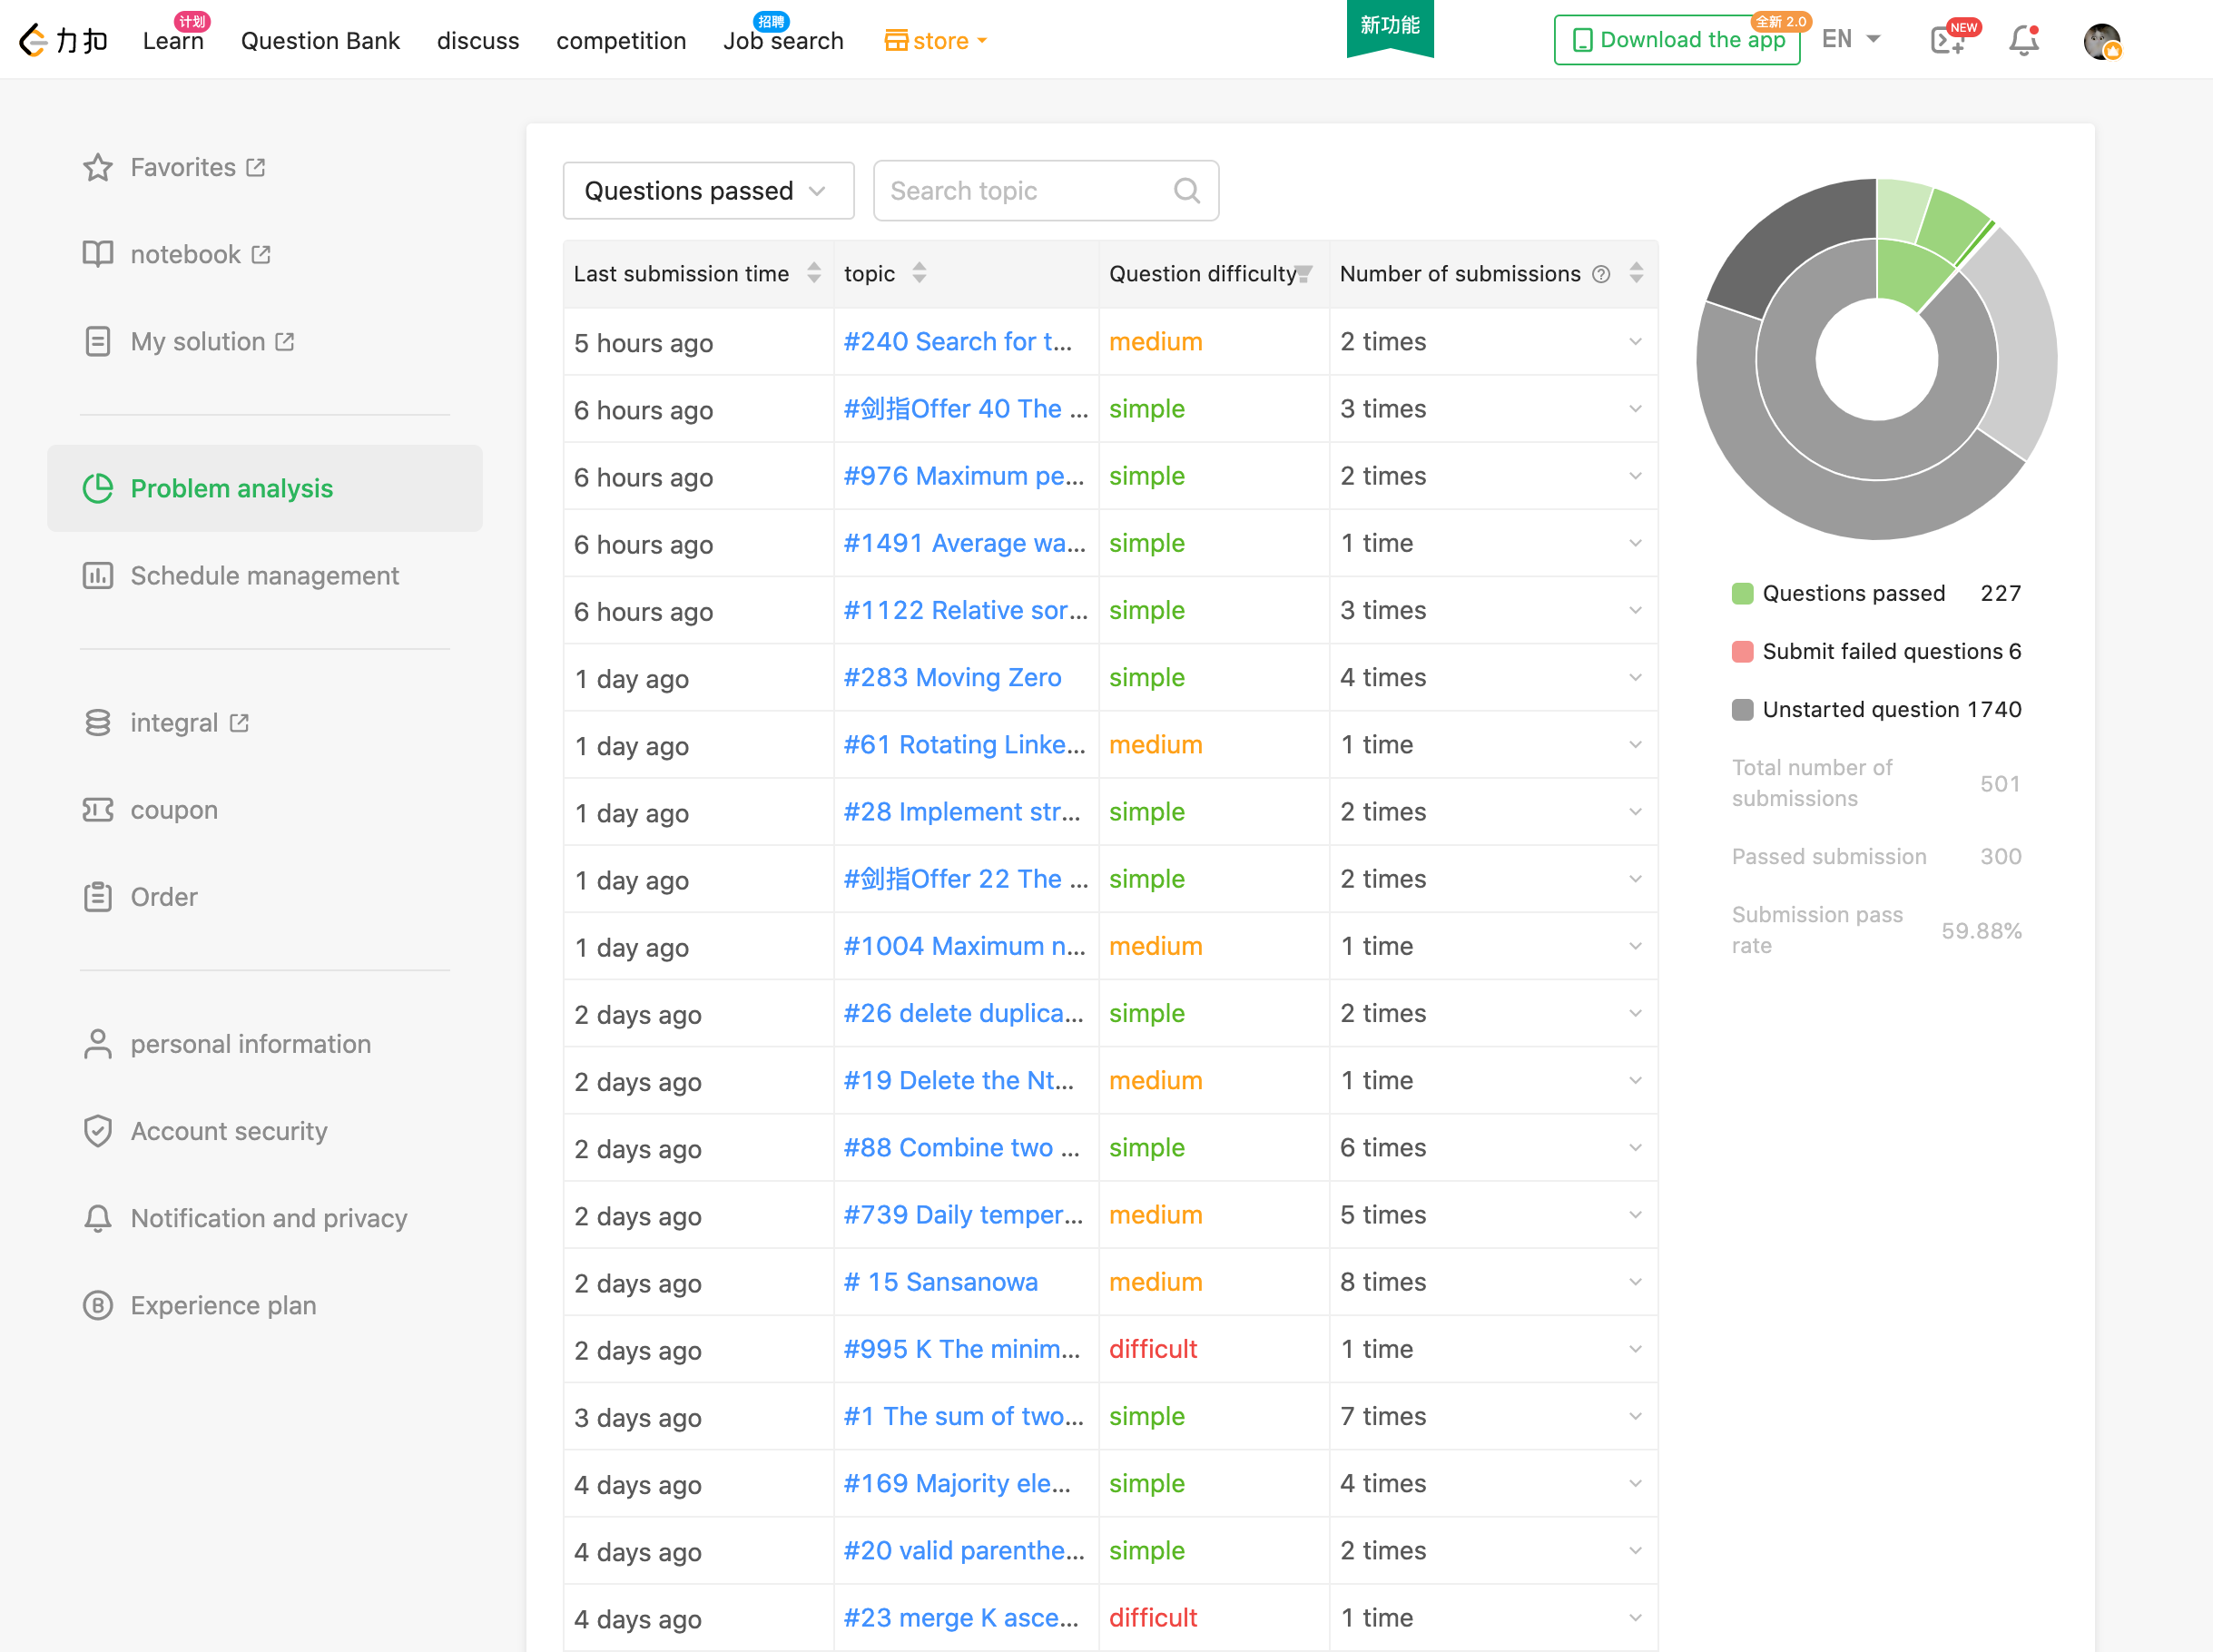 力扣
计划
Learn
Question Bank
discuss
competition
招聘
Job search
store
新功能
全新 2.0
Download the app
EN
NEW
Favorites
notebook
My solution
Problem analysis
Schedule management
integral
coupon
Order
personal information
Account security
Notification and privacy
Experience plan
Questions passed
Search topic
Last submission time topic Question difficulty Number of submissions
5 hours ago #240 Search for t... medium 2 times
6 hours ago #剑指Offer 40 The ... simple 3 times
6 hours ago #976 Maximum pe... simple 2 times
6 hours ago #1491 Average wa... simple 1 time
6 hours ago #1122 Relative sor... simple 3 times
1 day ago #283 Moving Zero simple 4 times
1 day ago #61 Rotating Linke... medium 1 time
1 day ago #28 Implement str... simple 2 times
1 day ago #剑指Offer 22 The ... simple 2 times
1 day ago #1004 Maximum n... medium 1 time
2 days ago #26 delete duplica... simple 2 times
2 days ago #19 Delete the Nt... medium 1 time
2 days ago #88 Combine two ... simple 6 times
2 days ago #739 Daily temper... medium 5 times
2 days ago # 15 Sansanowa medium 8 times
2 days ago #995 K The minim... difficult 1 time
3 days ago #1 The sum of two... simple 7 times
4 days ago #169 Majority ele... simple 4 times
4 days ago #20 valid parenthe... simple 2 times
4 days ago #23 merge K asce... difficult 1 time
Questions passed 227
Submit failed questions 6
Unstarted question 1740
Total number of
submissions 501
Passed submission 300
Submission pass
rate 59.88%